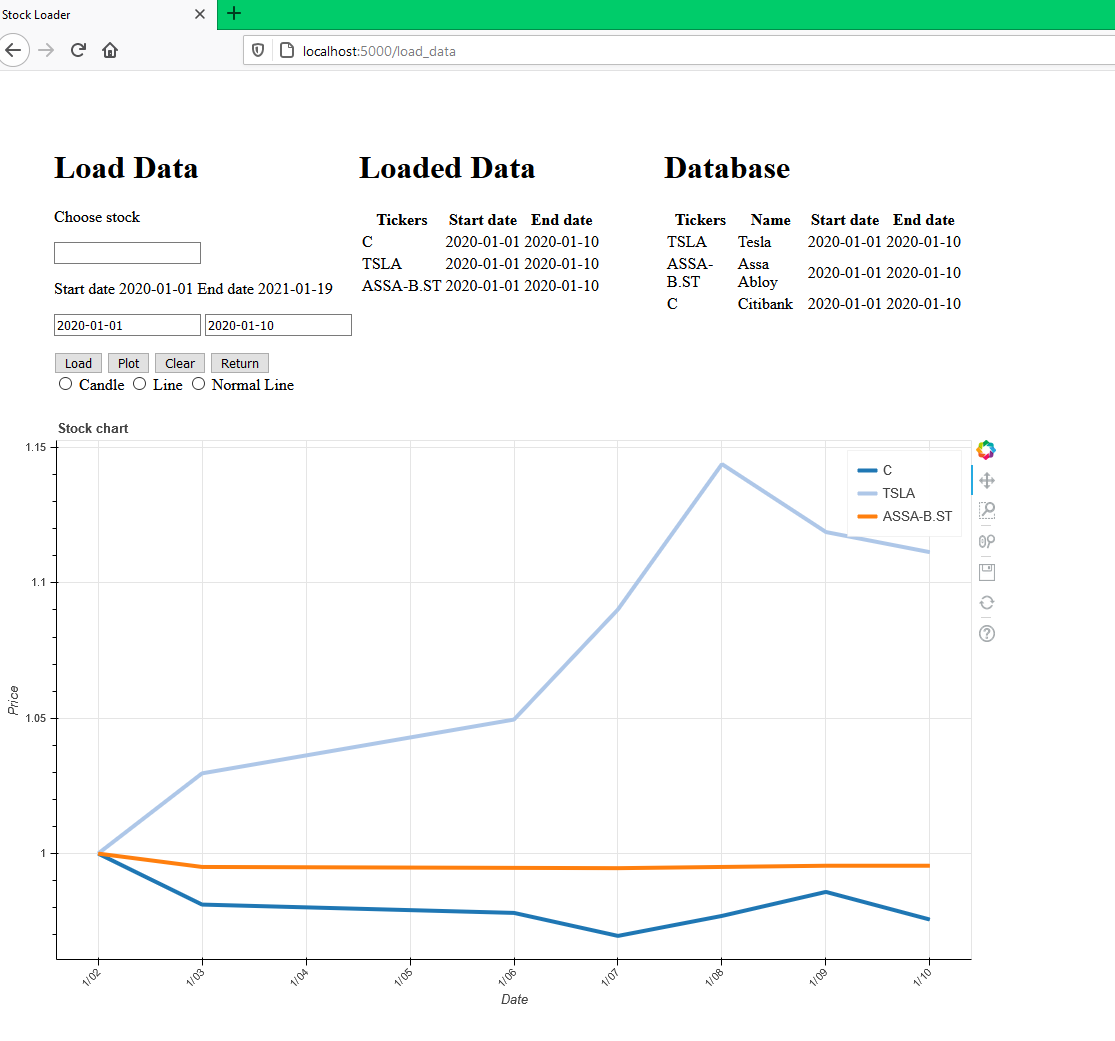 Stock Loader
localhost:5000/load_data
Load Data
Choose stock
Start date 2020-01-01 End date 2021-01-19
2020-01-01 2020-01-10
Load Plot Clear Return
Candle Line Normal Line
Loaded Data
Tickers Start date End date
C 2020-01-01 2020-01-10
TSLA 2020-01-01 2020-01-10
ASSA-B.ST 2020-01-01 2020-01-10
Database
Tickers Name Start date End date
TSLA Tesla 2020-01-01 2020-01-10
ASSA- Assa
B.ST Abloy 2020-01-01 2020-01-10
C Citibank 2020-01-01 2020-01-10
Stock chart
C
TSLA
ASSA-B.ST
1.15
1.1
1.05
1
Price
1/02 1/03 1/04 1/05 1/06 1/07 1/08 1/09 1/10
Date